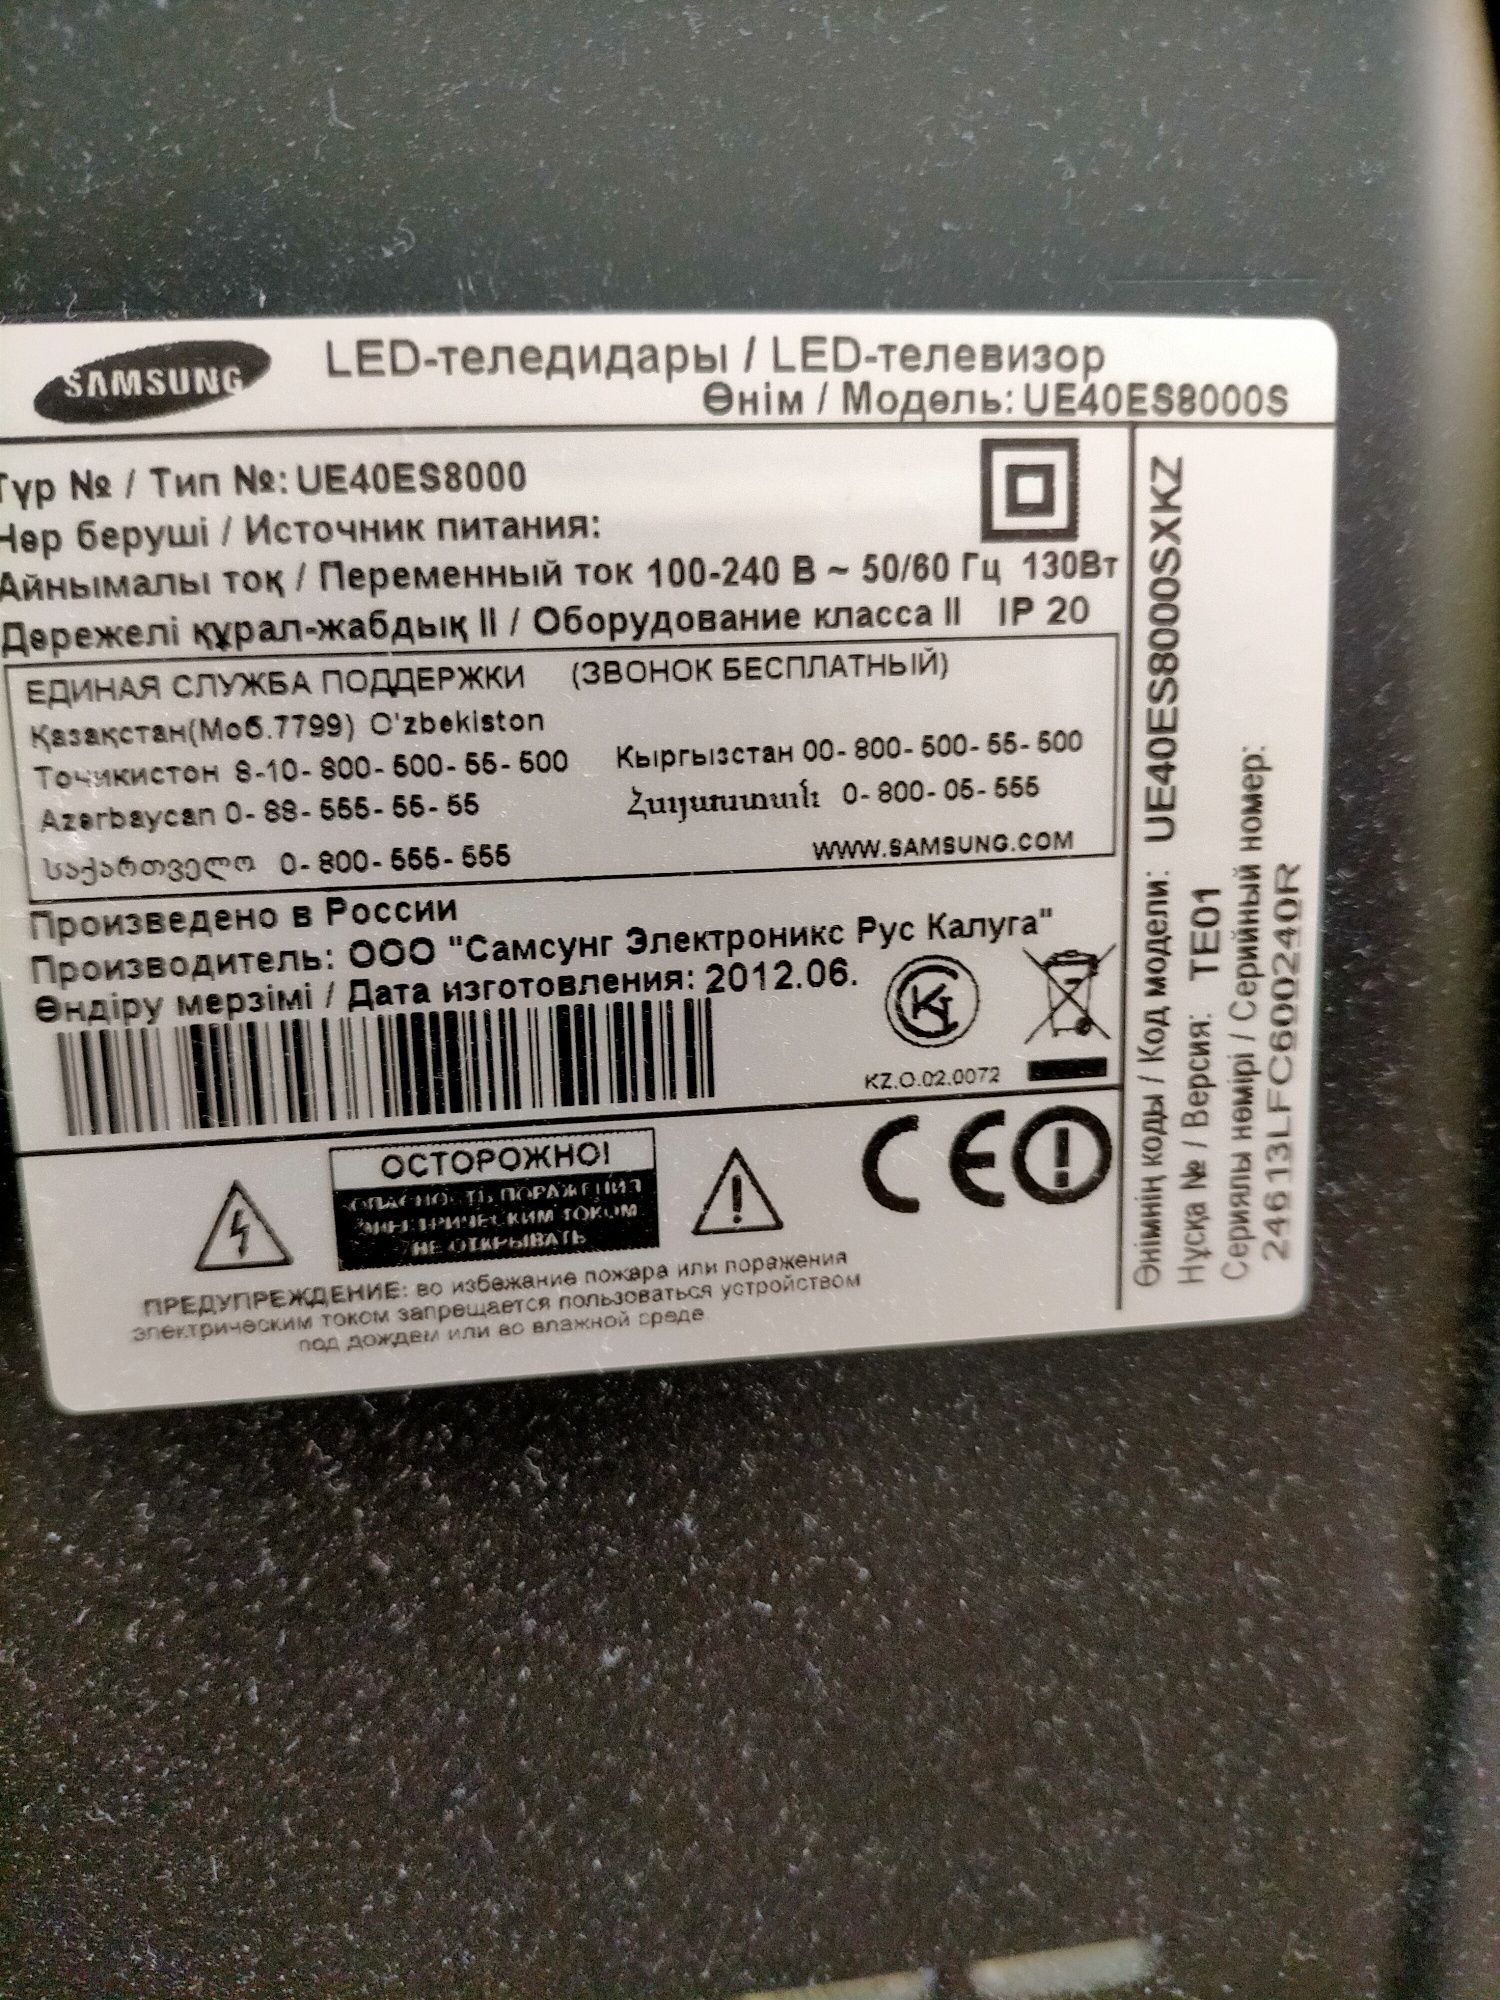 SAMSUNG
LED-теледидары / LED-телевизор
Өнім / Модель: UE40ES8000S
Түр № / Тип №: UE40ES8000
Нәр беруші / Источник питания:
Айнымалы тоқ / Переменный ток 100-240 В ~ 50/60 Гц 130Вт
Дәрежелі құрал-жабдық II / Оборудование класса II IP 20
ЕДИНАЯ СЛУЖБА ПОДДЕРЖКИ (ЗВОНОК БЕСПЛАТНЫЙ)
Қазақстан(Моб.7799) O'zbekiston
Тоҷикистон 8-10-800-500-55-500
Кыргызстан 00-800-500-55-500
Azərbaycan 0-88-555-55-55
Հայաստան 0-800-05-555
საქართველო 0-800-555-555
WWW.SAMSUNG.COM
Произведено в России
Производитель: ООО "Самсунг Электроникс Рус Калуга"
Өндіру мерзімі / Дата изготовления: 2012.06.
KZ.O.02.0072
ОСТОРОЖНО!
ОПАСНОСТЬ ПОРАЖЕНИЯ
ЭЛЕКТРИЧЕСКИМ ТОКОМ
НЕ ОТКРЫВАТЬ
CE
ПРЕДУПРЕЖДЕНИЕ: во избежание пожара или поражения
электрическим током запрещается пользоваться устройством
под дождем или во влажной среде
Өнімнің коды / Код модели: UE40ES8000SXKZ
Нұсқа № / Версия: TE01
Сериялы нөмірі / Серийный номер:
24613LFC600240R